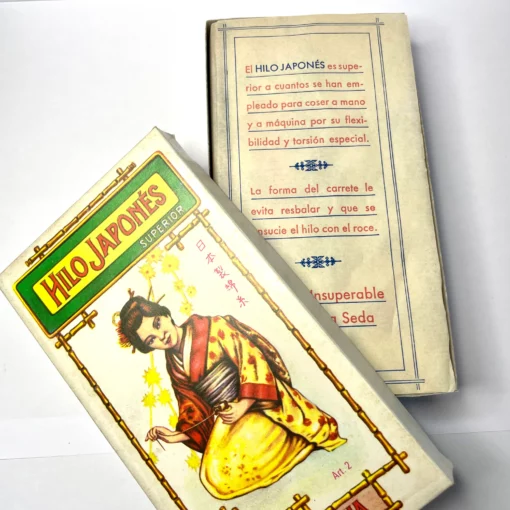 El HILO JAPONÉS es supe-
rior a cuantos se han em-
pleado para coser a mano
y a máquina por su flexi-
bilidad y torsión especial.
La forma del carrete le
evita resbalar y que se
ensucie el hilo con el roce.
Insuperable
Seda
HILO JAPONÉS
SUPERIOR
日本製綿糸
Art. 2